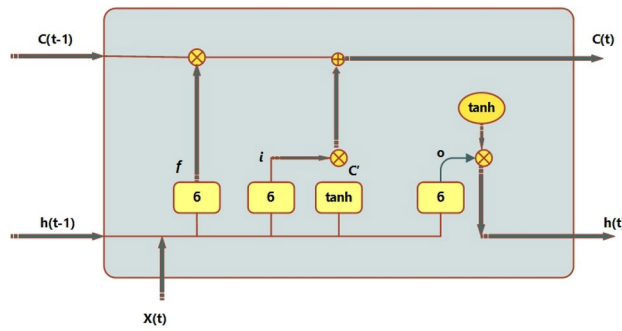 C(t-1)
C(t)
tanh
f
i
o
C'
6
6
tanh
6
h(t-1)
h(t
X(t)